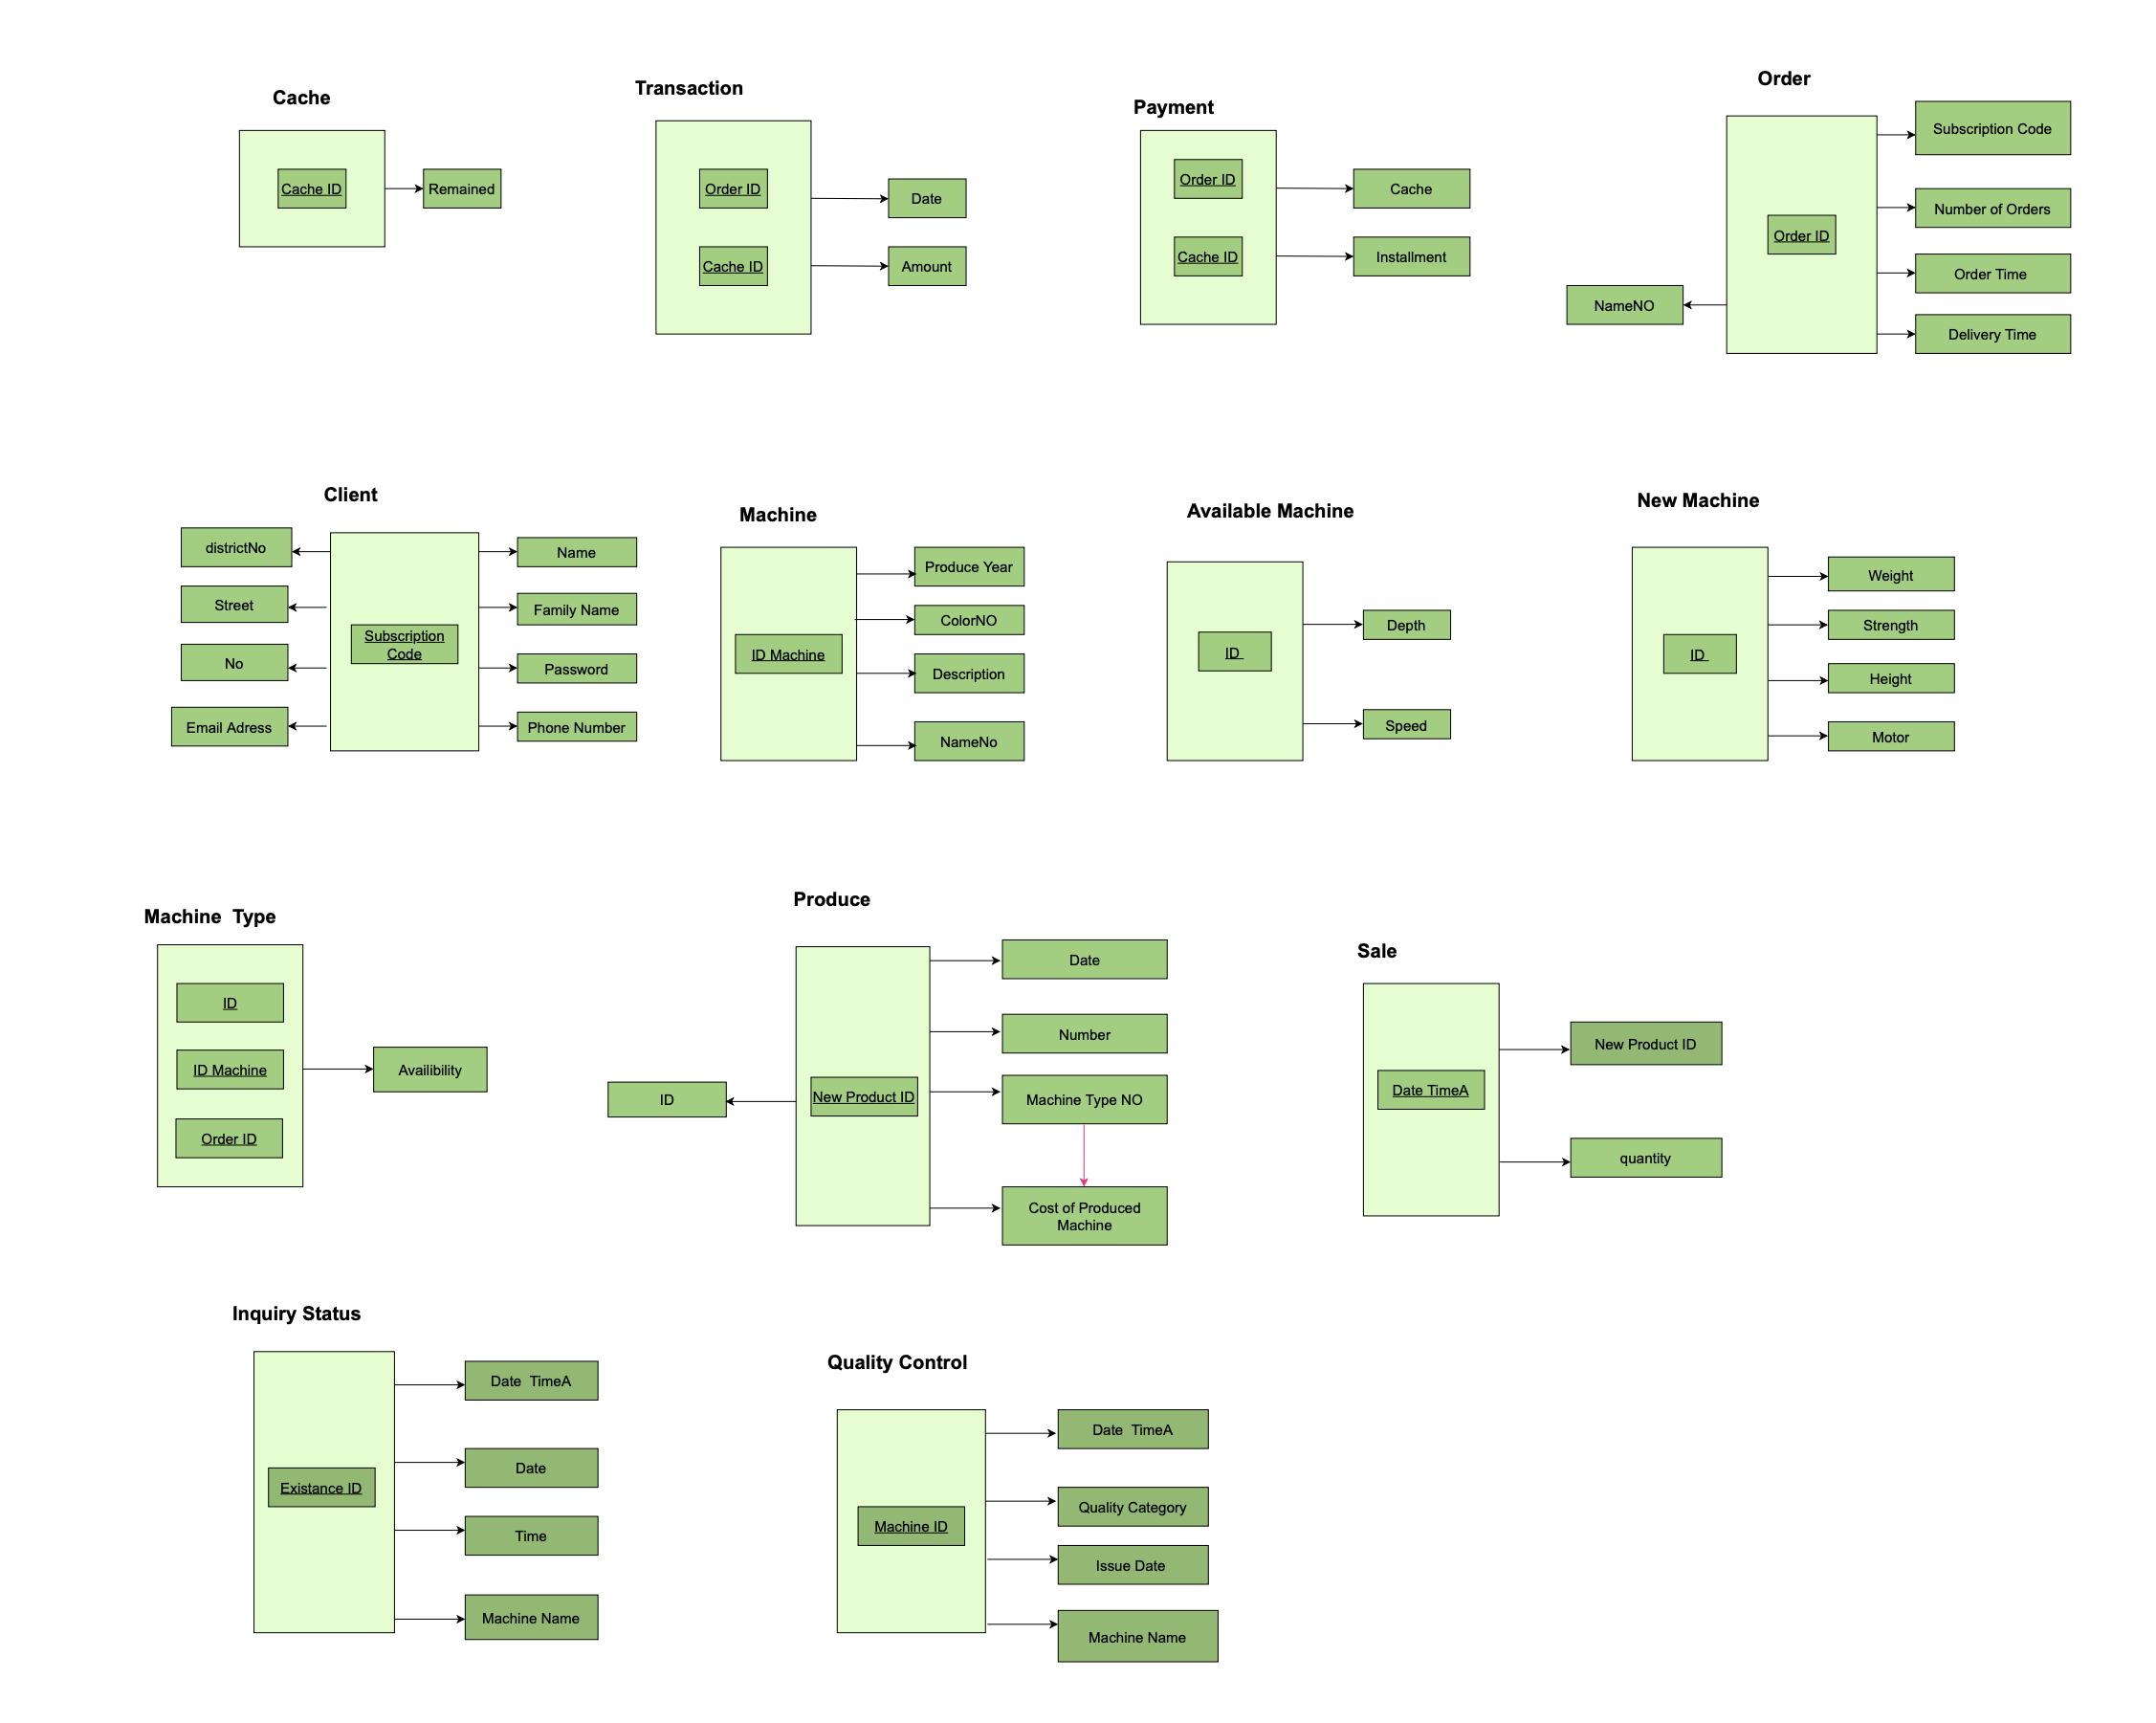 Cache
Cache ID
Remained
Transaction
Order ID
Cache ID
Date
Amount
Payment
Order ID
Cache ID
Cache
Installment
Order
Order ID
Subscription Code
Number of Orders
Order Time
Delivery Time
NameNO
Client
districtNo
Street
No
Email Adress
Subscription
Code
Name
Family Name
Password
Phone Number
Machine
ID Machine
Produce Year
ColorNO
Description
NameNo
Available Machine
ID
Depth
Speed
New Machine
ID
Weight
Strength
Height
Motor
Machine  Type
ID
ID Machine
Order ID
Availibility
Produce
ID
New Product ID
Date
Number
Machine Type NO
Cost of Produced
Machine
Sale
Date TimeA
New Product ID
quantity
Inquiry Status
Existance ID
Date  TimeA
Date
Time
Machine Name
Quality Control
Machine ID
Date  TimeA
Quality Category
Issue Date
Machine Name